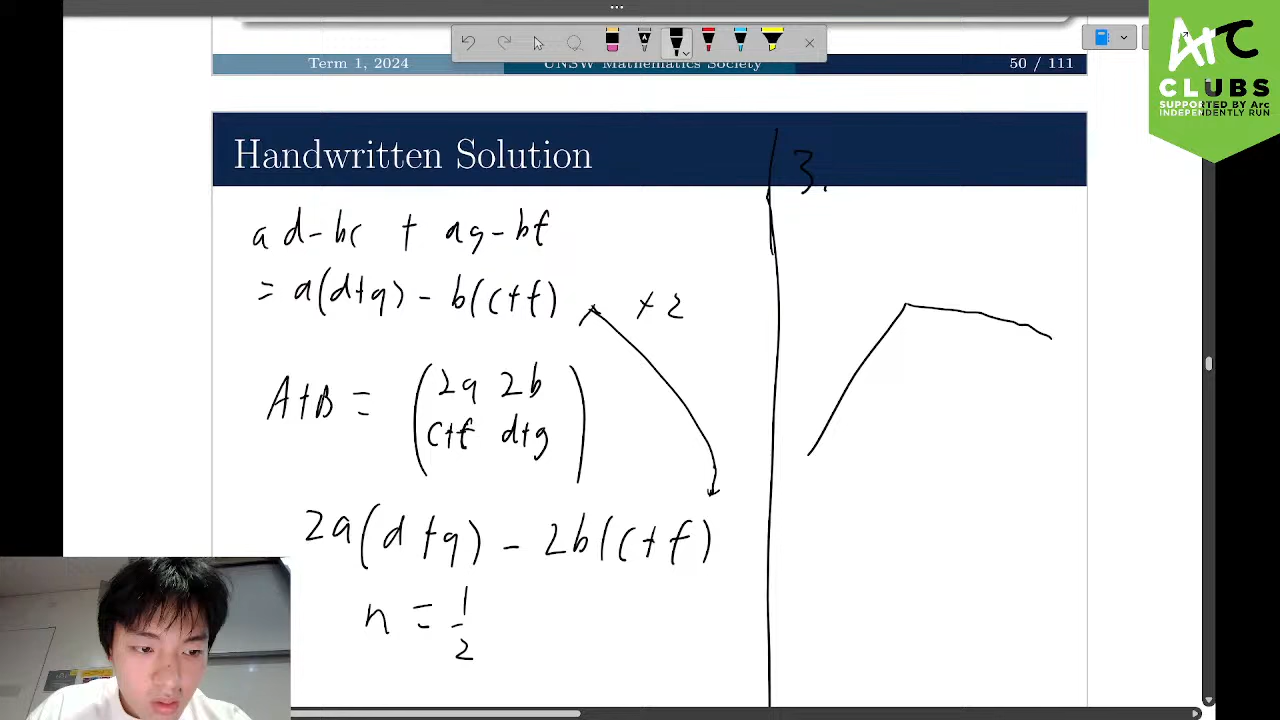 Term 1, 2024 UNSW Mathematics Society 50 / 111
Arc
CLUBS
SUPPORTED BY Arc
INDEPENDENTLY RUN
Handwritten Solution
3.
ad - bc + ag - bf
= a(d+g) - b(c+f) × 2
A+B = (2a 2b
c+f d+g)
2a(d+g) - 2b(c+f)
n = 1/2